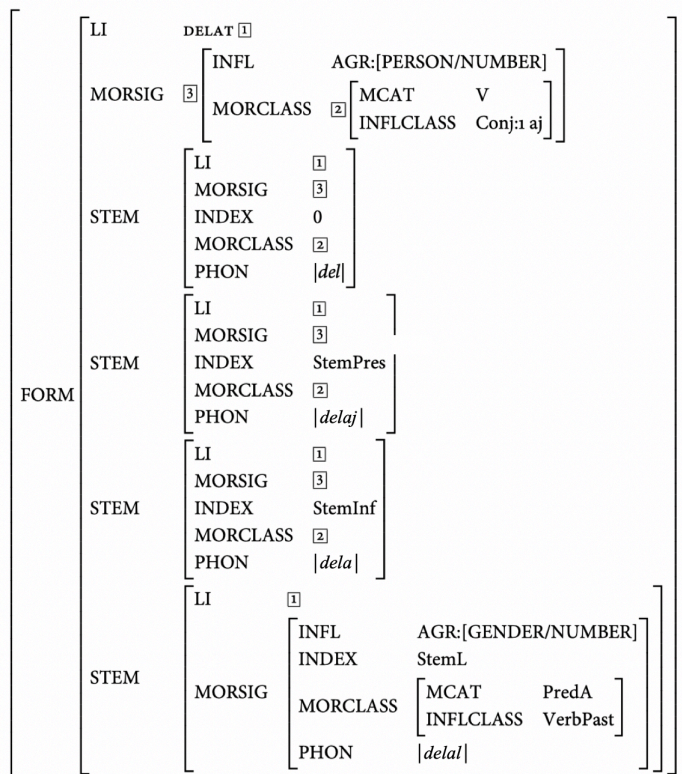 LI DELAT 1
INFL AGR:[PERSON/NUMBER]
MORSIG 3
MORCLASS 2 MCAT V
INFLCLASS Conj:1 aj
LI 1
MORSIG 3
STEM INDEX 0
MORCLASS 2
PHON |del|
LI 1
MORSIG 3
STEM INDEX StemPres
MORCLASS 2
FORM
PHON |delaj|
LI 1
MORSIG 3
STEM INDEX StemInf
MORCLASS 2
PHON |dela|
LI 1
INFL AGR:[GENDER/NUMBER]
INDEX StemL
STEM MORSIG
MORCLASS MCAT PredA
INFLCLASS VerbPast
PHON |delal|